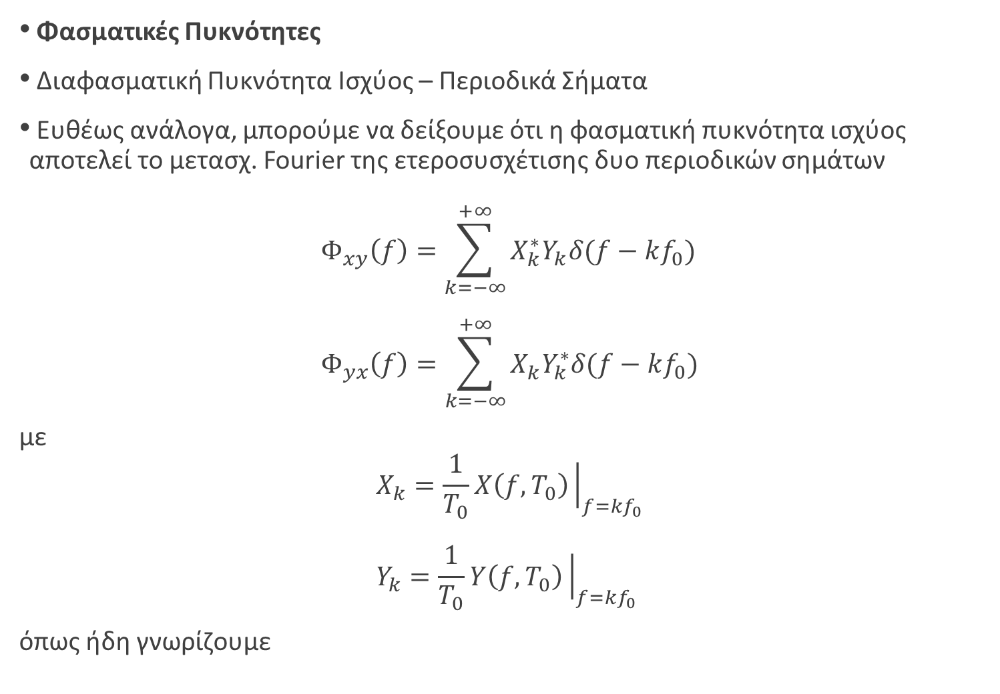 • Φασματικές Πυκνότητες
• Διαφασματική Πυκνότητα Ισχύος – Περιοδικά Σήματα
• Ευθέως ανάλογα, μπορούμε να δείξουμε ότι η φασματική πυκνότητα ισχύος
αποτελεί το μετασχ. Fourier της ετεροσυσχέτισης δυο περιοδικών σημάτων
$\Phi_{xy}(f) = \sum_{k=-\infty}^{+\infty} X_k^* Y_k \delta(f - kf_0)$
$\Phi_{yx}(f) = \sum_{k=-\infty}^{+\infty} X_k Y_k^* \delta(f - kf_0)$
με
$X_k = \frac{1}{T_0} X(f, T_0) \Big|_{f=kf_0}$
$Y_k = \frac{1}{T_0} Y(f, T_0) \Big|_{f=kf_0}$
όπως ήδη γνωρίζουμε